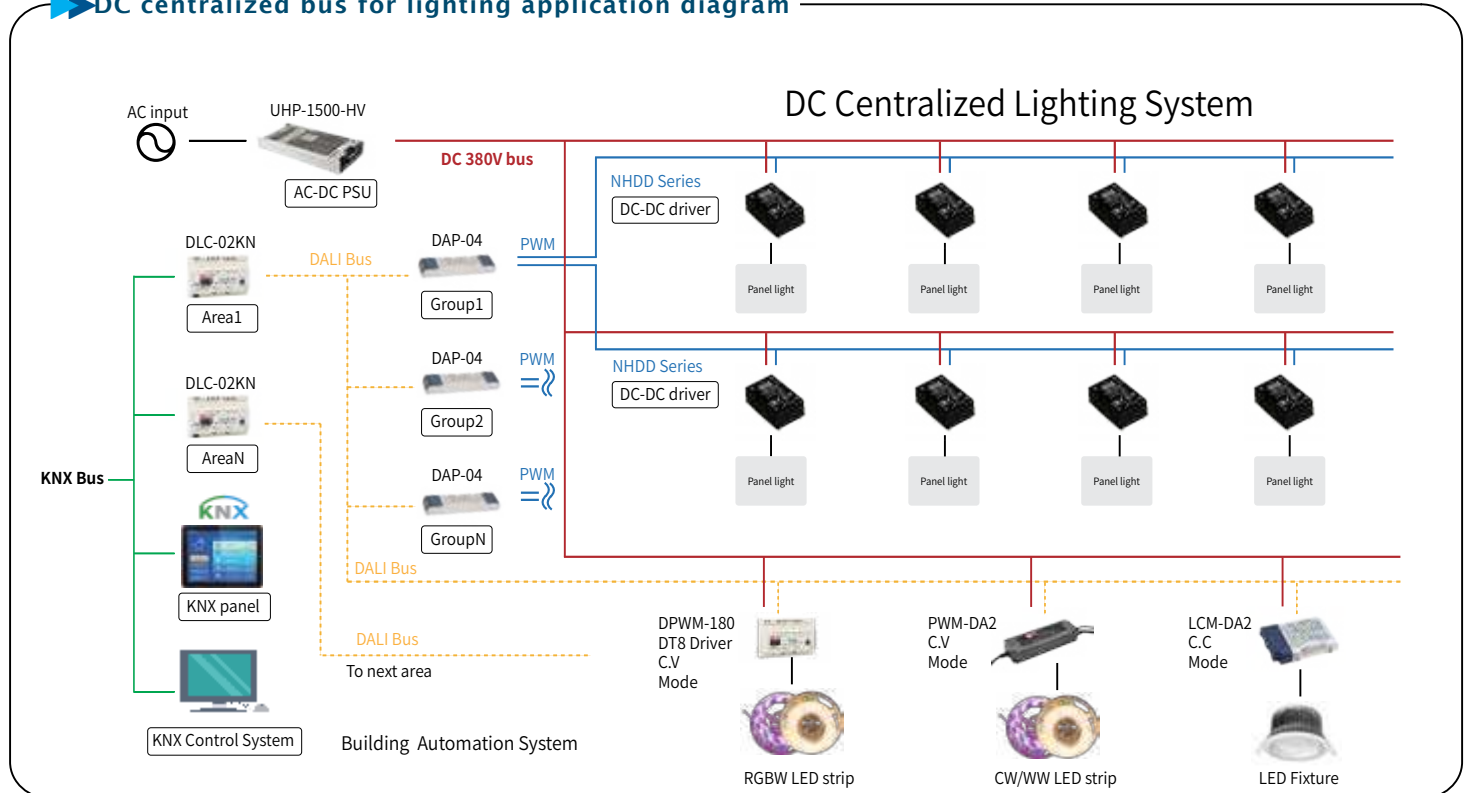 DC centralized bus for lighting application diagram
DC Centralized Lighting System
AC input
UHP-1500-HV
AC-DC PSU
DC 380V bus
NHDD Series
DC-DC driver
Panel light
Panel light
Panel light
Panel light
DLC-02KN
Area1
DALI Bus
DAP-04
Group1
PWM
DLC-02KN
AreaN
DAP-04
Group2
PWM
NHDD Series
DC-DC driver
Panel light
Panel light
Panel light
Panel light
DAP-04
GroupN
PWM
KNX Bus
KNX
KNX panel
DALI Bus
DALI Bus
To next area
KNX Control System
Building Automation System
DPWM-180
DT8 Driver
C.V
Mode
RGBW LED strip
PWM-DA2
C.V
Mode
CW/WW LED strip
LCM-DA2
C.C
Mode
LED Fixture